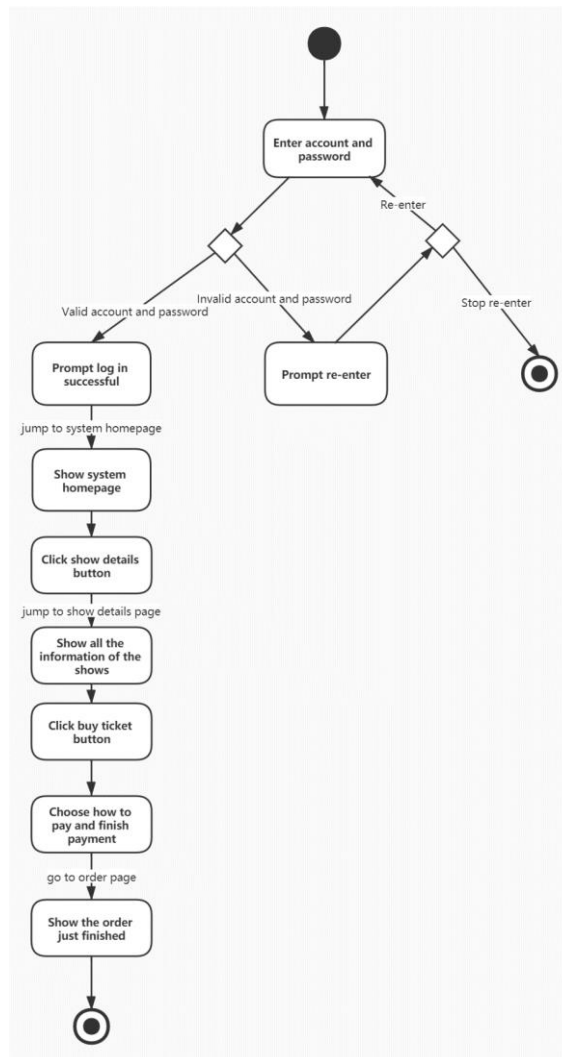 Enter account and
password
Re-enter
Invalid account and password
Stop re-enter
Valid account and password
Prompt log in
successful
Prompt re-enter
jump to system homepage
Show system
homepage
Click show details
button
jump to show details page
Show all the
information of the
shows
Click buy ticket
button
Choose how to
pay and finish
payment
go to order page
Show the order
just finished